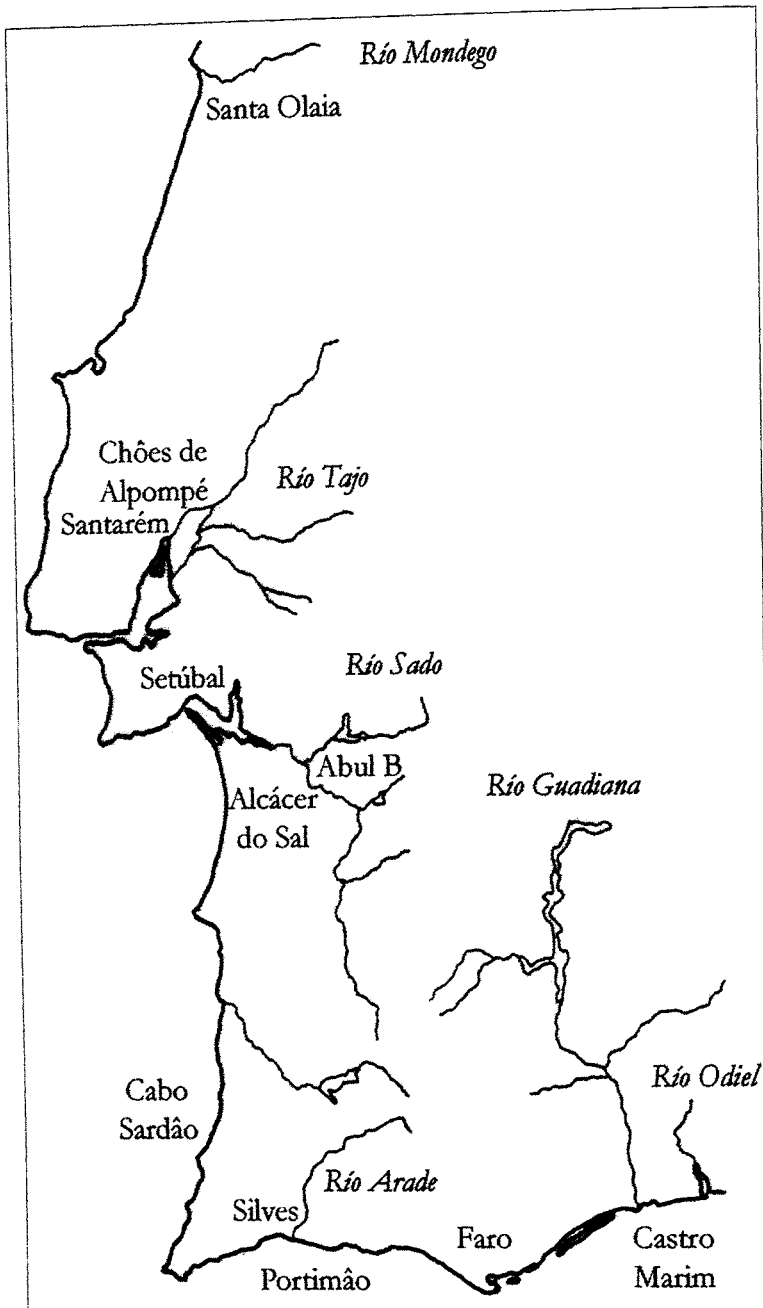 Río Mondego
Santa Olaia
Chôes de
Alpompé
Santarém
Río Tajo
Setúbal
Río Sado
Abul B
Alcácer
do Sal
Río Guadiana
Cabo
Sardâo
Río Odiel
Río Arade
Silves
Faro
Castro
Marim
Portimâo